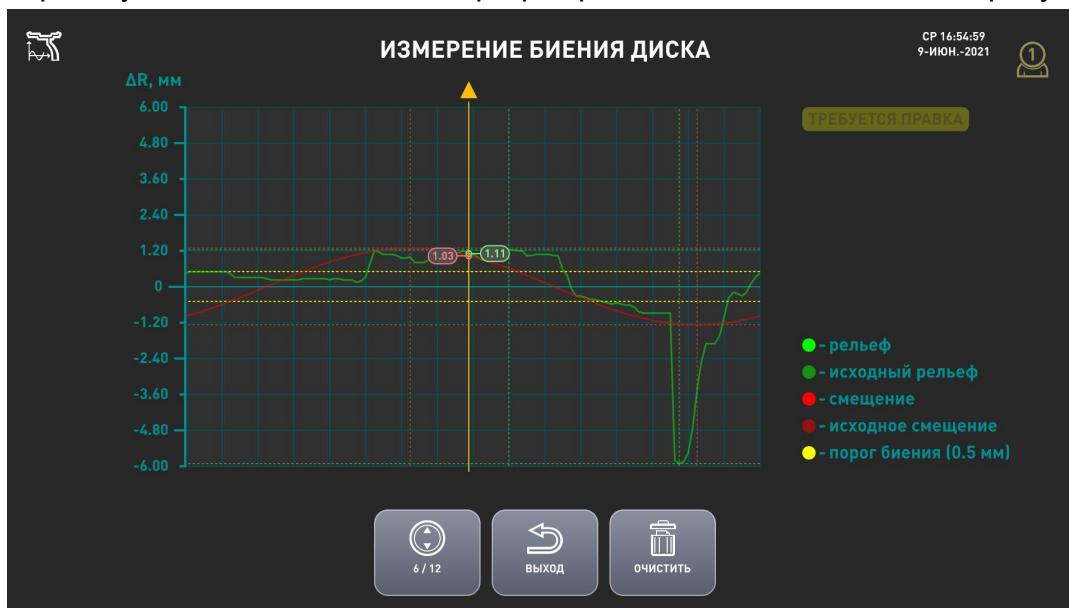 ИЗМЕРЕНИЕ БИЕНИЯ ДИСКА
СР 16:54:59
9-ИЮН.-2021
1
ΔR, мм
6.00
4.80
3.60
2.40
1.20
0
-1.20
-2.40
-3.60
-4.80
-6.00
1.03
1.11
ТРЕБУЕТСЯ ПРАВКА
- рельеф
- исходный рельеф
- смещение
- исходное смещение
- порог биения (0.5 мм)
6 / 12
ВЫХОД
ОЧИСТИТЬ